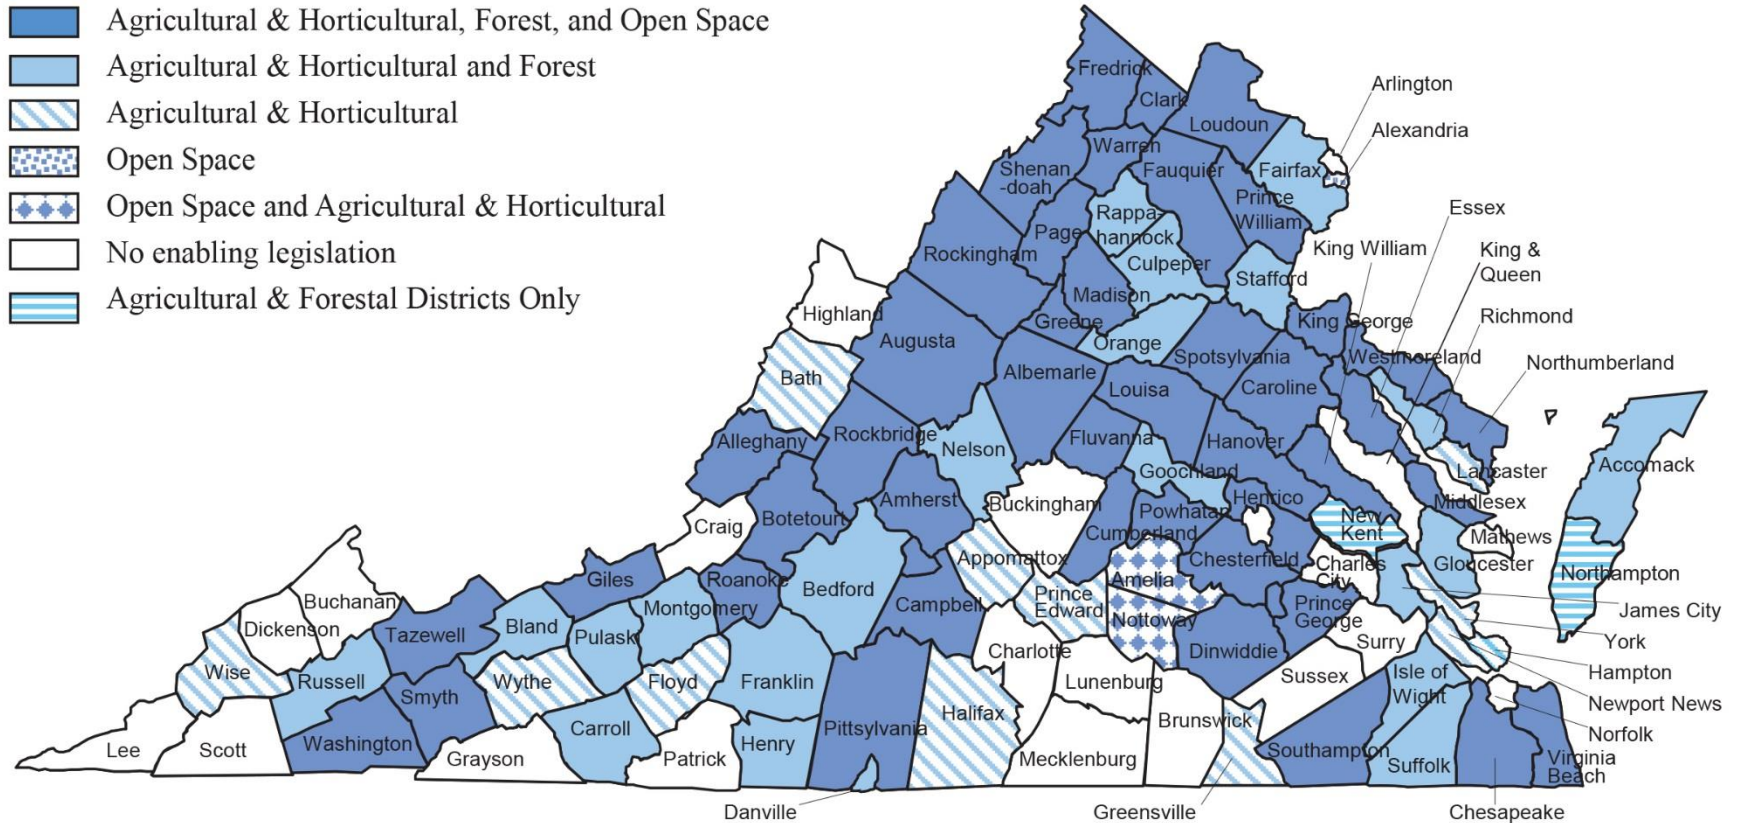 Agricultural & Horticultural, Forest, and Open Space
Agricultural & Horticultural and Forest
Agricultural & Horticultural
Open Space
Open Space and Agricultural & Horticultural
No enabling legislation
Agricultural & Forestal Districts Only
Fredrick
Clark
Loudoun
Arlington
Alexandria
Warren
Shenan
-doah
Fauquier
Fairfax
Prince
William
Essex
Rappa-
hannock
Page
Rockingham
King William
King &
Queen
Culpeper
Stafford
Madison
Highland
Greene
King George
Richmond
Augusta
Orange
Spotsylvania
Westmoreland
Northumberland
Bath
Albemarle
Louisa
Caroline
Alleghany
Rockbridge
Nelson
Fluvanna
Hanover
Goochland
Lancaster
Accomack
Craig
Botetourt
Amherst
Buckingham
Powhatan
Henrico
Middlesex
New
Kent
Cumberland
Mathews
Appomattox
Chesterfield
Charles
City
Gloucester
Northampton
Giles
Roanoke
Bedford
Amelia
Buchanan
Montgomery
Campbell
Prince
Edward
Prince
George
James City
Dickenson
Tazewell
Bland
Pulask
Nottoway
Surry
York
Wise
Russell
Wythe
Floyd
Franklin
Charlotte
Dinwiddie
Sussex
Isle of
Wight
Hampton
Smyth
Lunenburg
Newport News
Halifax
Brunswick
Norfolk
Lee
Scott
Washington
Grayson
Carroll
Patrick
Henry
Pittsylvania
Mecklenburg
Southampton
Suffolk
Virginia
Beach
Danville
Greensville
Chesapeake